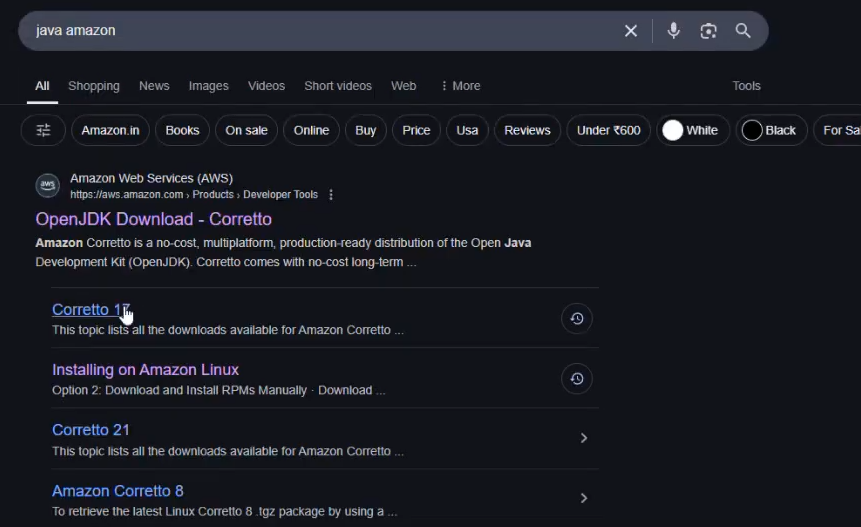 java amazon
All Shopping News Images Videos Short videos Web More Tools
Amazon.in Books On sale Online Buy Price Usa Reviews Under ₹600 White Black For Sa
aws
Amazon Web Services (AWS)
https://aws.amazon.com › Products › Developer Tools
OpenJDK Download - Corretto
Amazon Corretto is a no-cost, multiplatform, production-ready distribution of the Open Java
Development Kit (OpenJDK). Corretto comes with no-cost long-term ...
Corretto 17
This topic lists all the downloads available for Amazon Corretto ...
Installing on Amazon Linux
Option 2: Download and Install RPMs Manually · Download ...
Corretto 21
This topic lists all the downloads available for Amazon Corretto ...
Amazon Corretto 8
To retrieve the latest Linux Corretto 8 .tgz package by using a ...